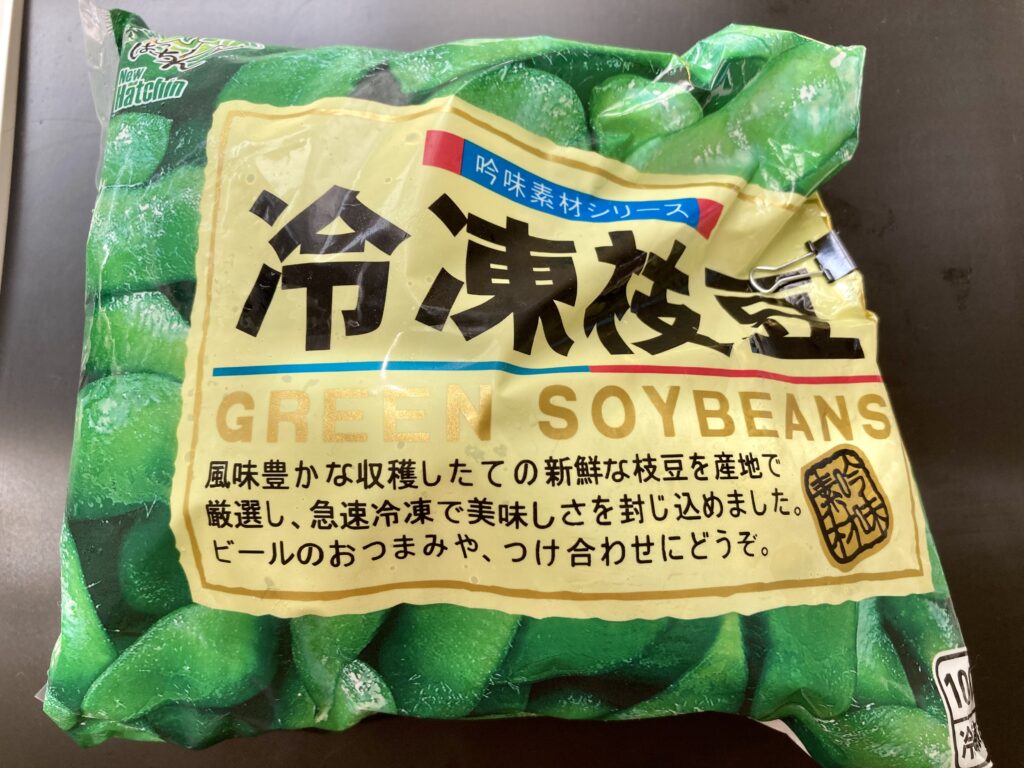 New
Hatchin
吟味素材シリーズ
冷凍枝豆
GREEN SOYBEANS
風味豊かな収穫したての新鮮な枝豆を産地で
厳選し、急速冷凍で美味しさを封じ込めました。
ビールのおつまみや、つけ合わせにどうぞ。
吟味
素材
10
冷